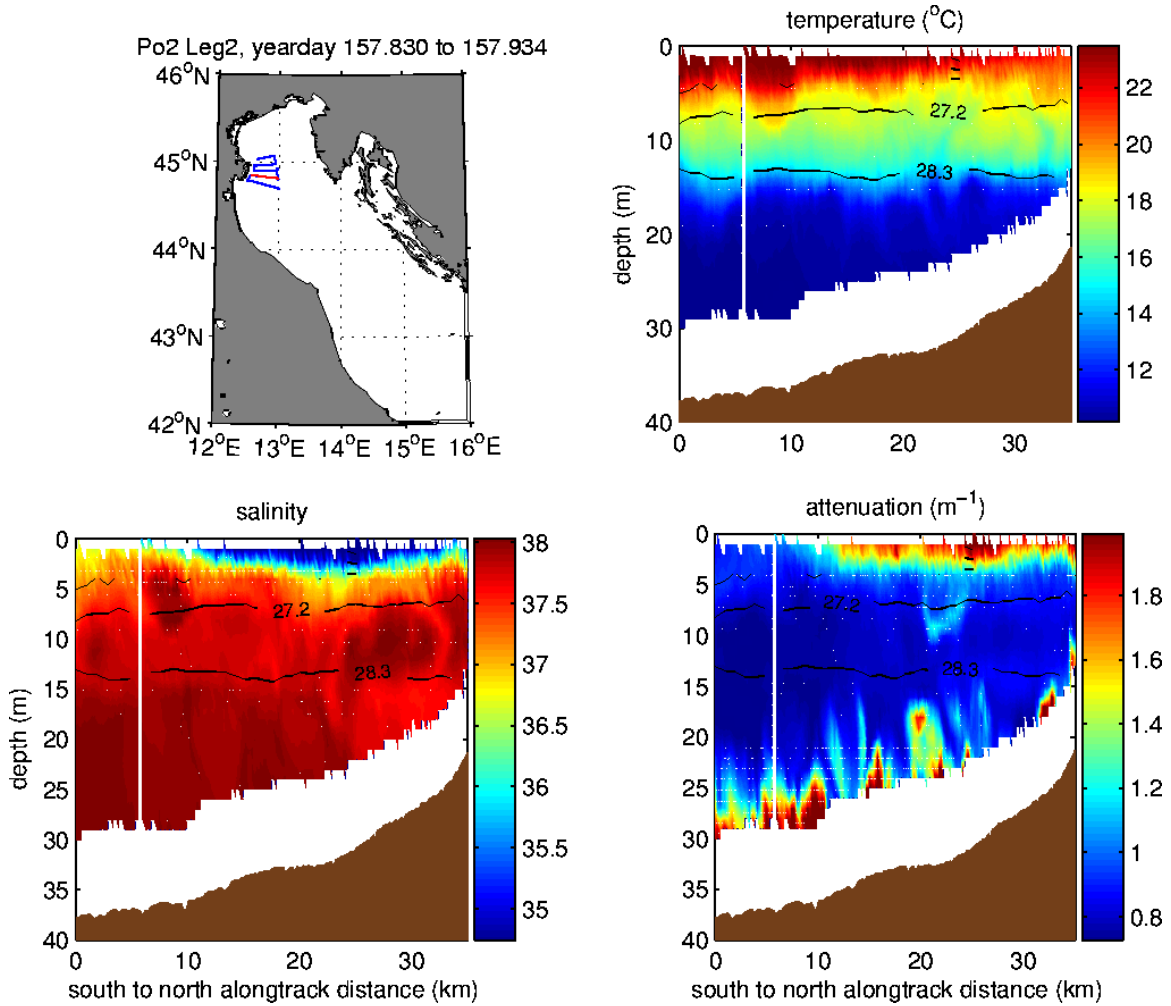 Po2 Leg2, yearday 157.830 to 157.934
46°N
45°N
44°N
43°N
42°N
12°E 13°E 14°E 15°E 16°E
temperature (°C)
0
10
20
30
40
depth (m)
27.2
28.3
0 10 20 30
22
20
18
16
14
12
salinity
0
5
10
15
20
25
30
35
40
depth (m)
27.2
28.3
0 10 20 30
south to north alongtrack distance (km)
38
37.5
37
36.5
36
35.5
35
attenuation (m⁻¹)
0
5
10
15
20
25
30
35
40
27.2
28.3
0 10 20 30
south to north alongtrack distance (km)
1.8
1.6
1.4
1.2
1
0.8